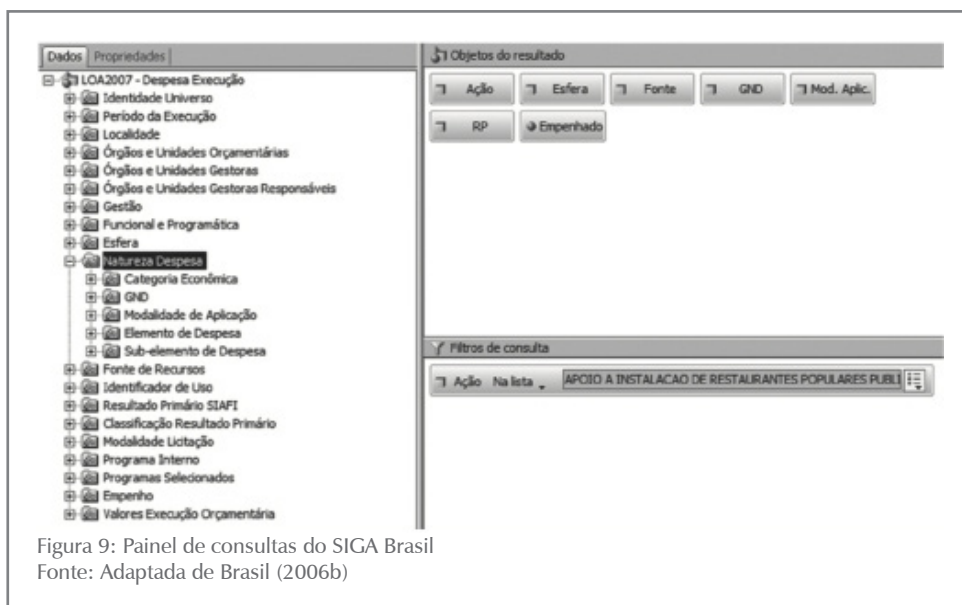 Dados Propriedades
LOA2007 - Despesa Execução
Identidade Universo
Período da Execução
Localidade
Órgãos e Unidades Orçamentárias
Órgãos e Unidades Gestoras
Órgãos e Unidades Gestoras Responsáveis
Gestão
Funcional e Programática
Esfera
Natureza Despesa
Categoria Econômica
GND
Modalidade de Aplicação
Elemento de Despesa
Sub-elemento de Despesa
Fonte de Recursos
Identificador de Uso
Resultado Primário SIAFI
Classificação Resultado Primário
Modalidade Licitação
Programa Interno
Programas Selecionados
Empenho
Valores Execução Orçamentária
Objetos do resultado
Ação Esfera Fonte GND Mod. Aplic.
RP Empenhado
Filtros de consulta
Ação Na lista APOIO A INSTALACAO DE RESTAURANTES POPULARES PUBLI
Figura 9: Painel de consultas do SIGA Brasil
Fonte: Adaptada de Brasil (2006b)